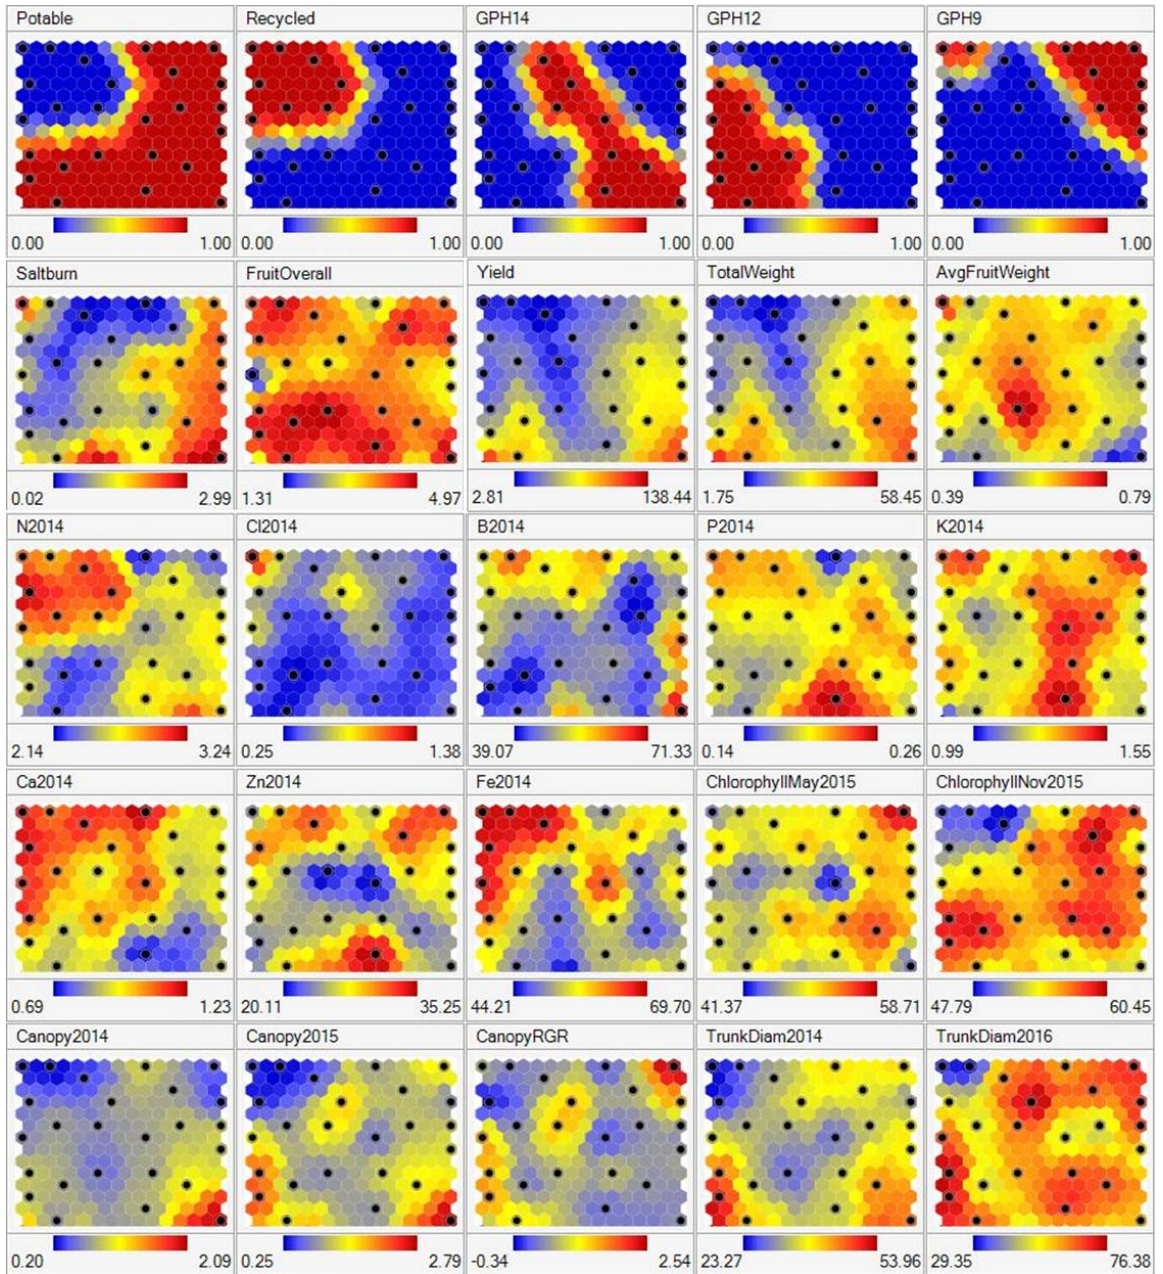 Potable Recycled GPH14 GPH12 GPH9
0.00 1.00 0.00 1.00 0.00 1.00 0.00 1.00 0.00 1.00
Saltburn FruitOverall Yield TotalWeight AvgFruitWeight
0.02 2.99 1.31 4.97 2.81 138.44 1.75 58.45 0.39 0.79
N2014 Cl2014 B2014 P2014 K2014
2.14 3.24 0.25 1.38 39.07 71.33 0.14 0.26 0.99 1.55
Ca2014 Zn2014 Fe2014 ChlorophyllMay2015 ChlorophyllNov2015
0.69 1.23 20.11 35.25 44.21 69.70 41.37 58.71 47.79 60.45
Canopy2014 Canopy2015 CanopyRGR TrunkDiam2014 TrunkDiam2016
0.20 2.09 0.25 2.79 -0.34 2.54 23.27 53.96 29.35 76.38